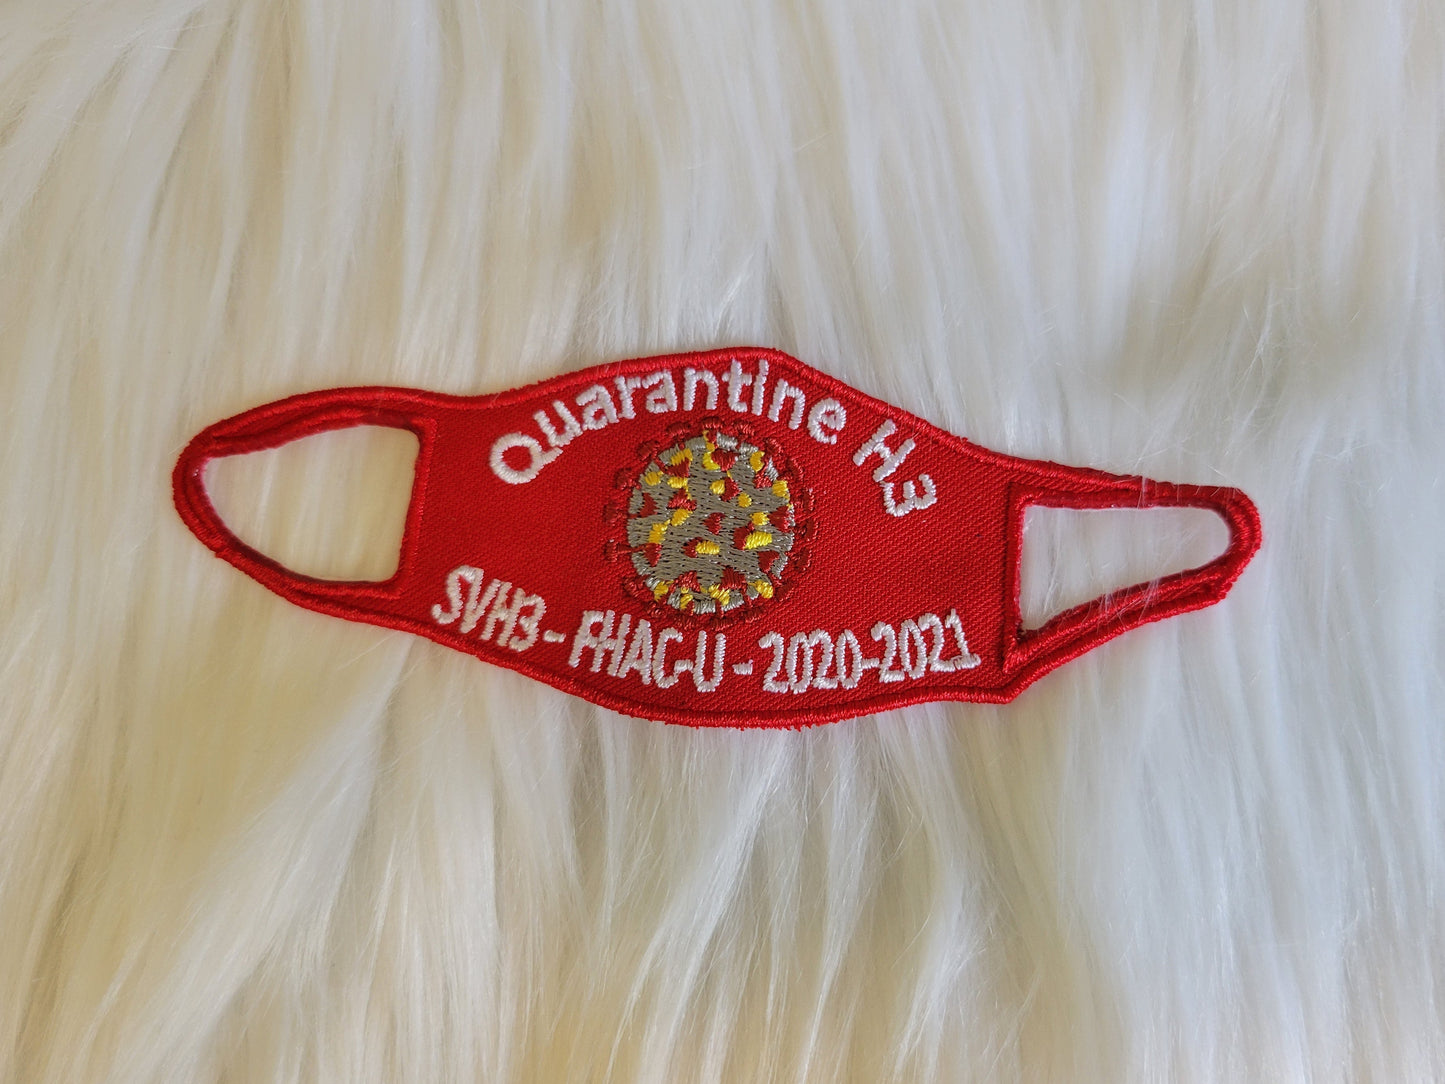 Quarantine H3
SVH3 - FHAC-U - 2020-2021